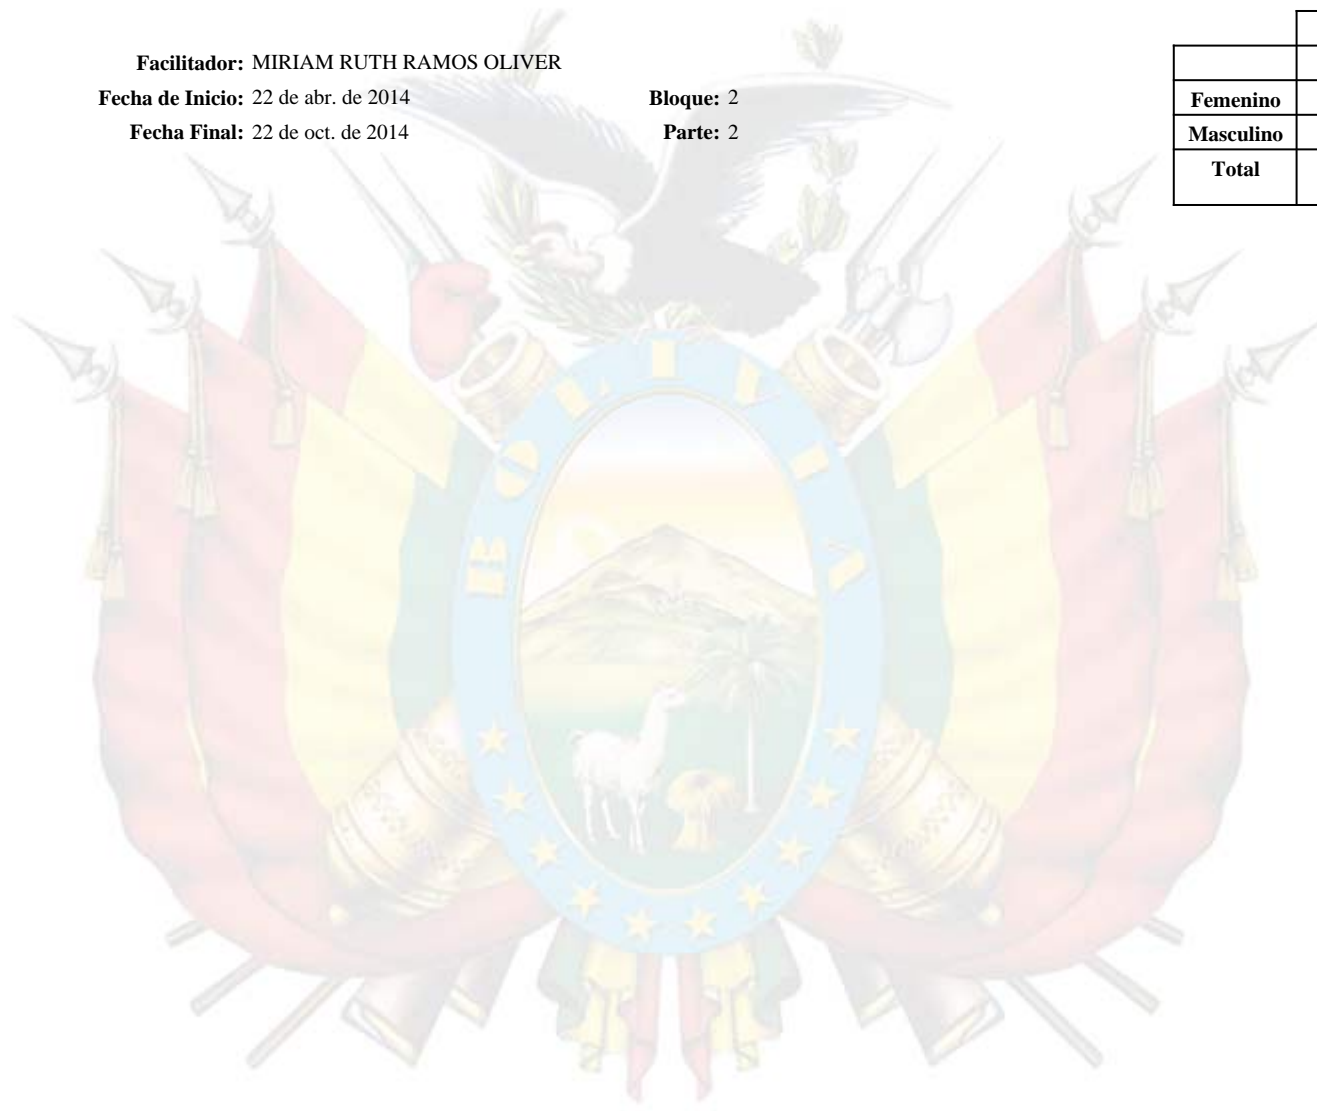 Facilitador: MIRIAM RUTH RAMOS OLIVER
Fecha de Inicio: 22 de abr. de 2014 Bloque: 2
Fecha Final: 22 de oct. de 2014 Parte: 2
Femenino
Masculino
Total
BOLIVIA